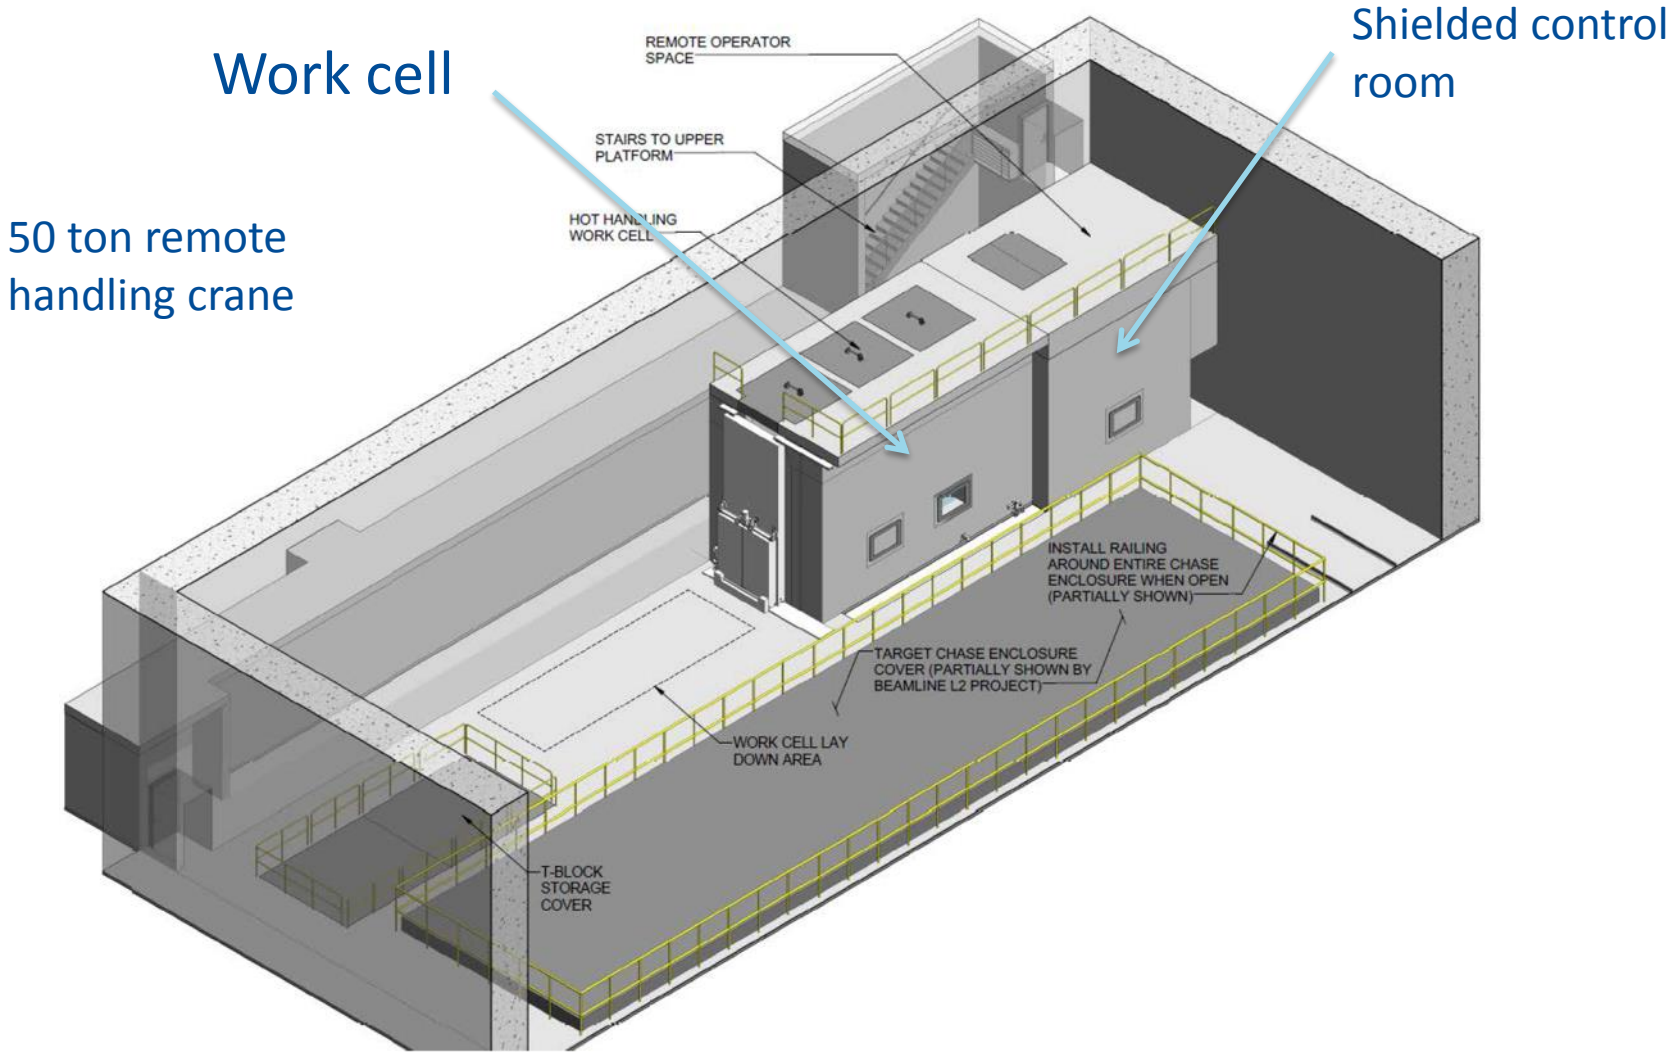 Shielded control
room
Work cell
REMOTE OPERATOR
SPACE
STAIRS TO UPPER
PLATFORM
HOT HANDLING
WORK CELL
50 ton remote
handling crane
INSTALL RAILING
AROUND ENTIRE CHASE
ENCLOSURE WHEN OPEN
(PARTIALLY SHOWN)
TARGET CHASE ENCLOSURE
COVER (PARTIALLY SHOWN BY
BEAMLINE L2 PROJECT)
WORK CELL LAY
DOWN AREA
T-BLOCK
STORAGE
COVER